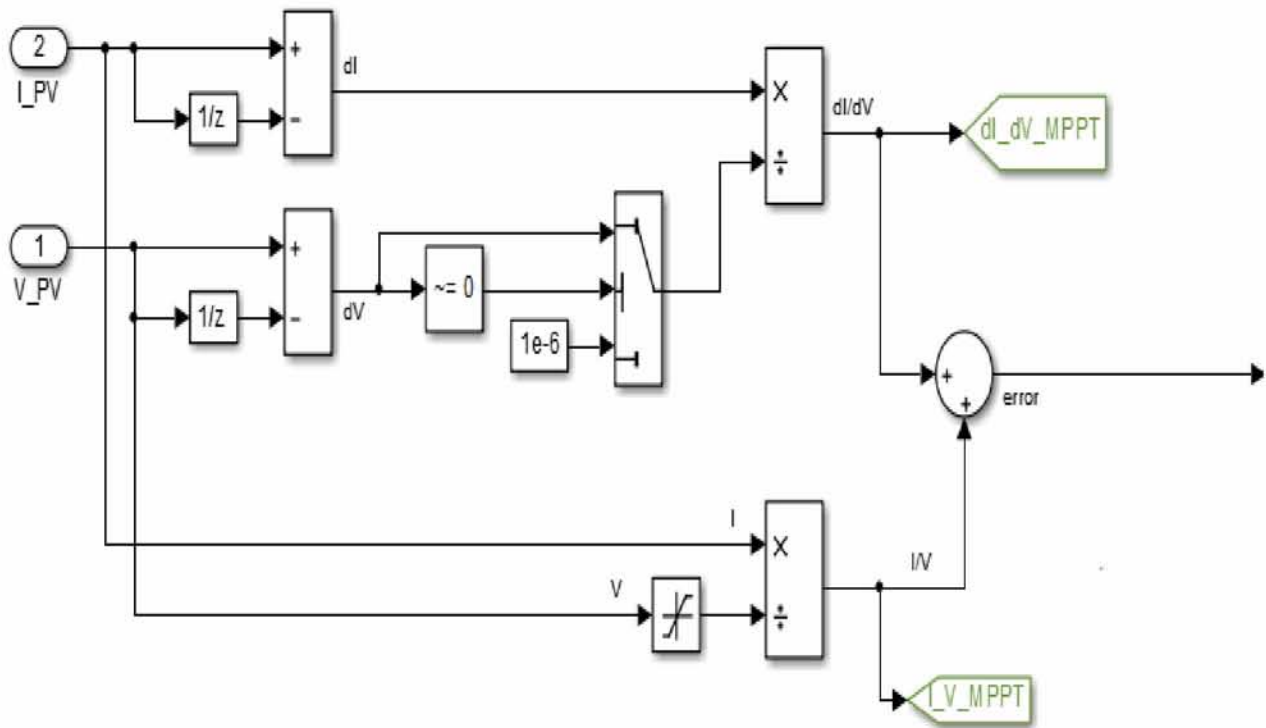 2
I_PV
1/z
+
-
dI
X
÷
dI/dV
dI_dV_MPPT
1
V_PV
1/z
+
-
dV
~= 0
1e-6
+
+
error
I
V
X
÷
I/V
I_V_MPPT